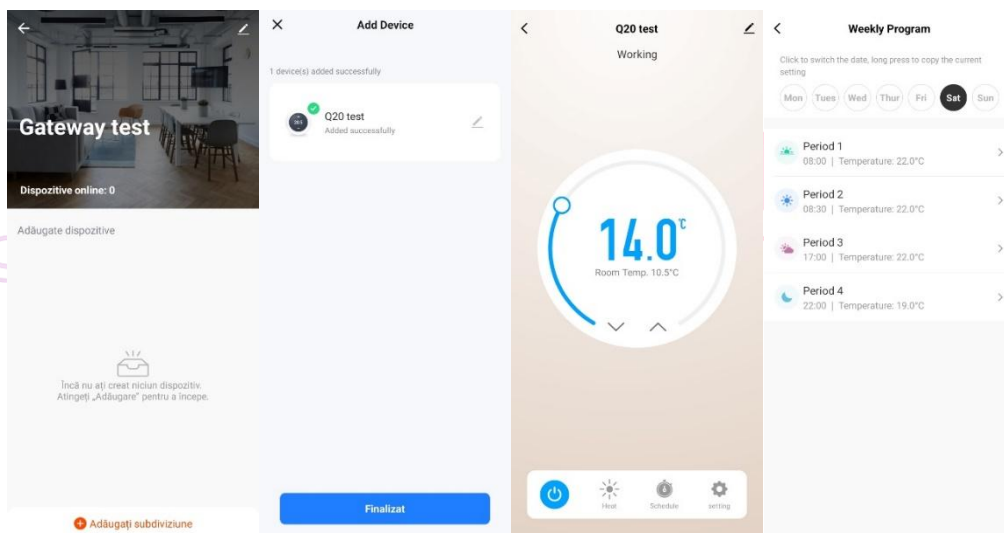 Gateway test
Dispozitive online: 0
Adăugate dispozitive
Încă nu ați creat niciun dispozitiv.
Atingeți „Adăugare” pentru a începe.
Adăugați subdiviziune
Add Device
1 device(s) added successfully
Q20 test
Added successfully
Finalizat
Q20 test
Working
14.0°C
Room Temp. 10.5°C
Heat
Schedule
setting
Weekly Program
Click to switch the date, long press to copy the current
setting
Mon Tues Wed Thur Fri Sat Sun
Period 1
08:00 | Temperature: 22.0°C
Period 2
08:30 | Temperature: 22.0°C
Period 3
17:00 | Temperature: 22.0°C
Period 4
22:00 | Temperature: 19.0°C